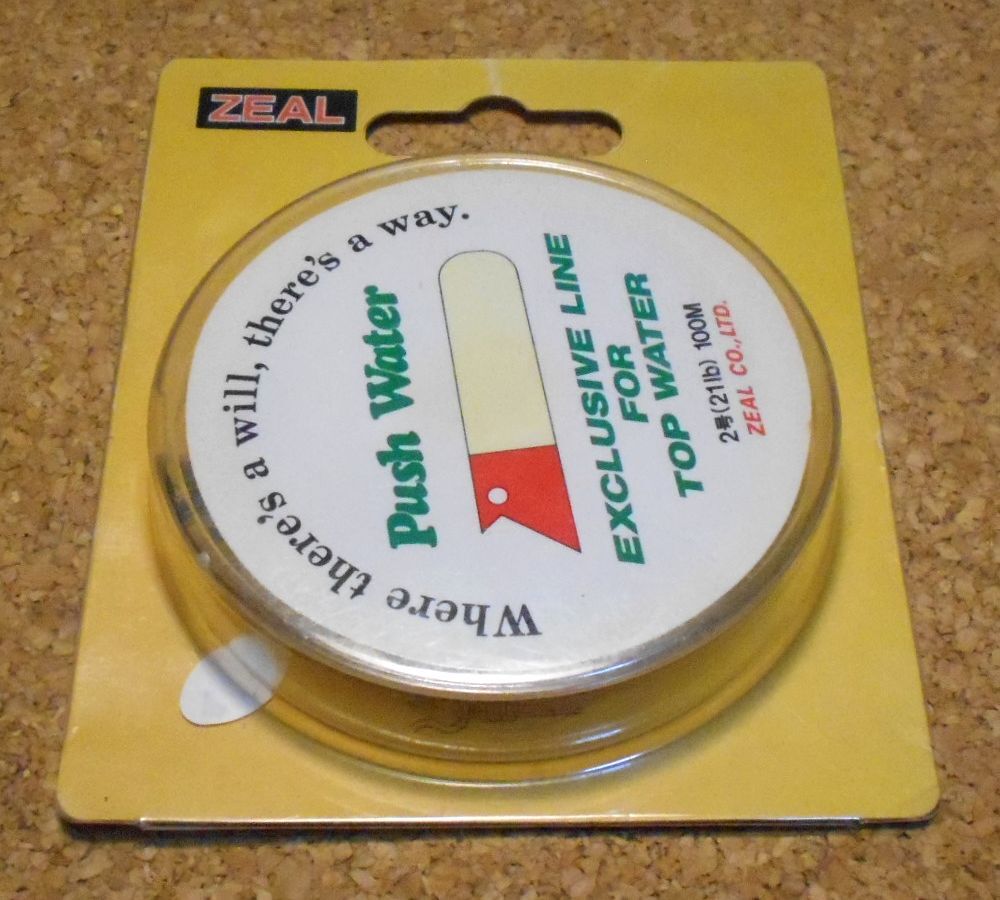 ZEAL
Where there's a will, there's a way.
Push Water
EXCLUSIVE LINE
FOR
TOP WATER
2号(21lb) 100M
ZEAL CO.,LTD.